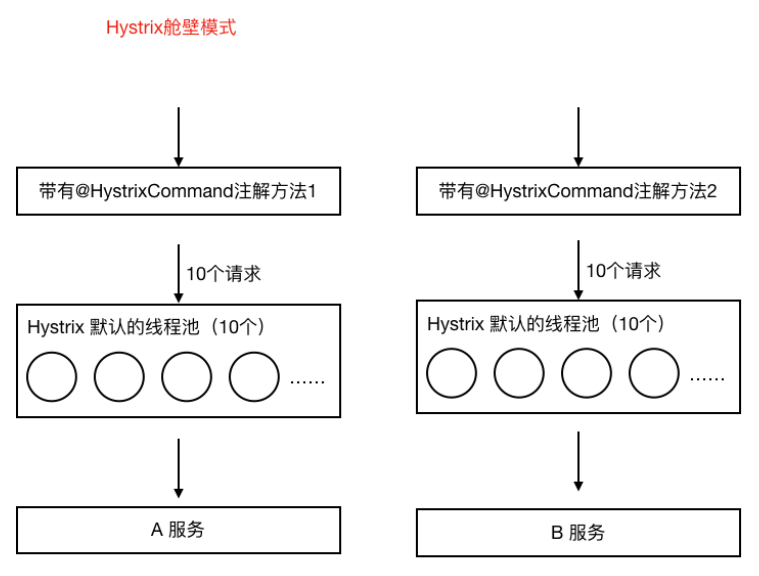 Hystrix舱壁模式
带有@HystrixCommand注解方法1
10个请求
Hystrix 默认的线程池（10个）
......
A 服务
带有@HystrixCommand注解方法2
10个请求
Hystrix 默认的线程池（10个）
......
B 服务